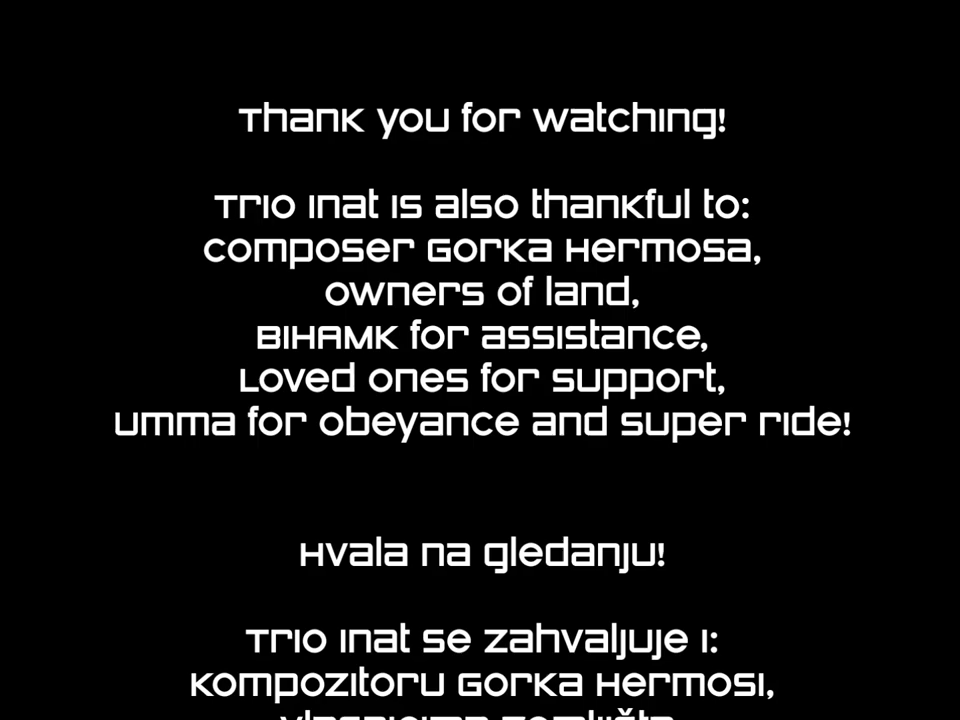 Thank you for watching!
Trio Inat is also thankful to:
Composer Gorka Hermosa,
Owners of land,
BIHAMK for assistance,
Loved ones for support,
Umma for obeyance and super ride!
Hvala na gledanju!
Trio Inat se zahvaljuje i:
Kompozitoru Gorka Hermosi,